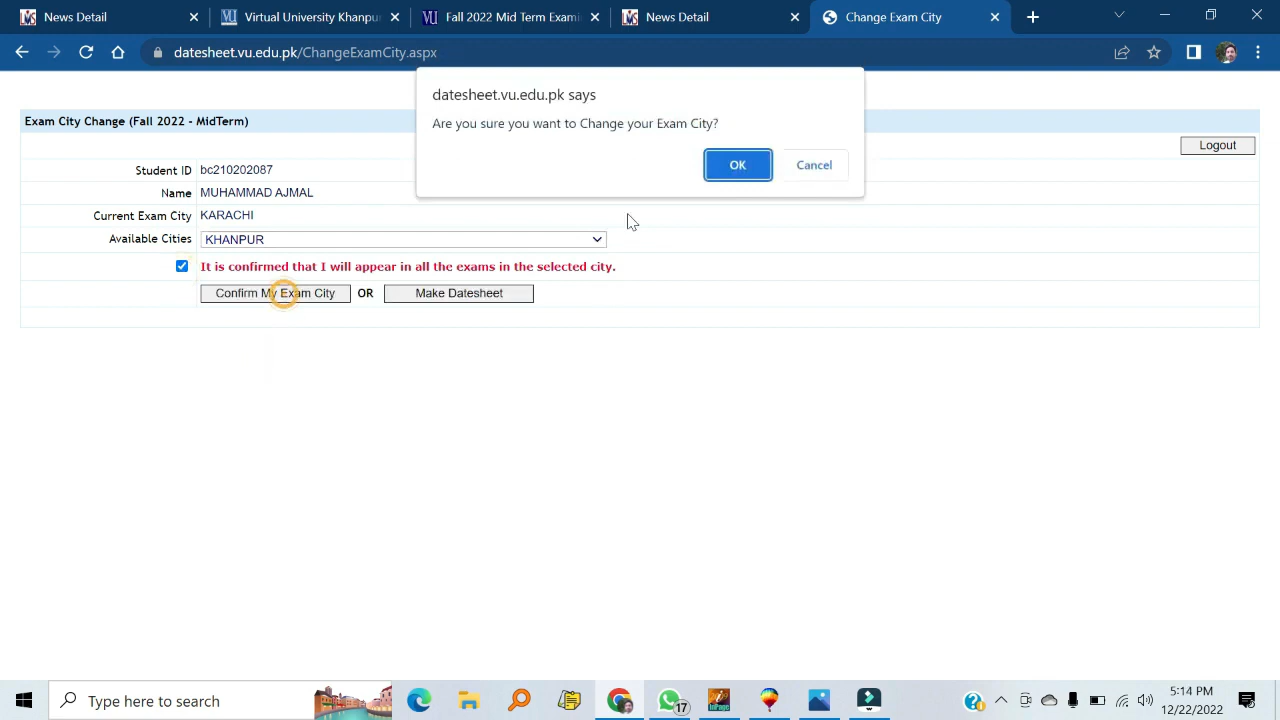 News Detail
Virtual University Khanpu
Fall 2022 Mid Term Exami
News Detail
Change Exam City
datesheet.vu.edu.pk/ChangeExamCity.aspx
datesheet.vu.edu.pk says
Are you sure you want to Change your Exam City?
OK
Cancel
Exam City Change (Fall 2022 - MidTerm)
Logout
Student ID bc210202087
Name MUHAMMAD AJMAL
Current Exam City KARACHI
Available Cities KHANPUR
It is confirmed that I will appear in all the exams in the selected city.
Confirm My Exam City OR Make Datesheet
Type here to search
17
5:14 PM
12/22/2022